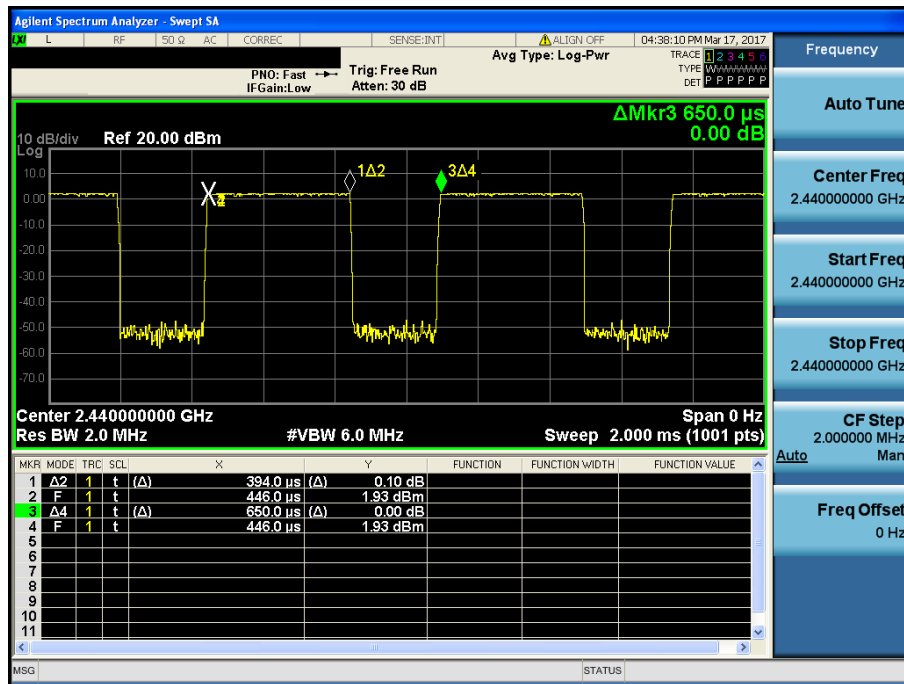 Agilent Spectrum Analyzer - Swept SA
LXI L RF 50 Ω AC CORREC SENSE:INT ALIGN OFF 04:38:10 PM Mar 17, 2017
Avg Type: Log-Pwr
TRACE 1 2 3 4 5 6
PNO: Fast Trig: Free Run
TYPE WWWWWW
IFGain:Low Atten: 30 dB
DET P P P P P P
ΔMkr3 650.0 µs
0.00 dB
10 dB/div Ref 20.00 dBm
Log
10.0
0.00
-10.0
-20.0
-30.0
-40.0
-50.0
-60.0
-70.0
1Δ2
3Δ4
Center 2.440000000 GHz Span 0 Hz
Res BW 2.0 MHz #VBW 6.0 MHz Sweep 2.000 ms (1001 pts)
MKR MODE TRC SCL X Y FUNCTION FUNCTION WIDTH FUNCTION VALUE
1 Δ2 1 t (Δ) 394.0 µs (Δ) 0.10 dB
2 F 1 t 446.0 µs 1.93 dBm
3 Δ4 1 t (Δ) 650.0 µs (Δ) 0.00 dB
4 F 1 t 446.0 µs 1.93 dBm
5
6
7
8
9
10
11
MSG STATUS
Frequency
Auto Tune
Center Freq
2.440000000 GHz
Start Freq
2.440000000 GHz
Stop Freq
2.440000000 GHz
CF Step
2.000000 MHz
Auto Man
Freq Offset
0 Hz